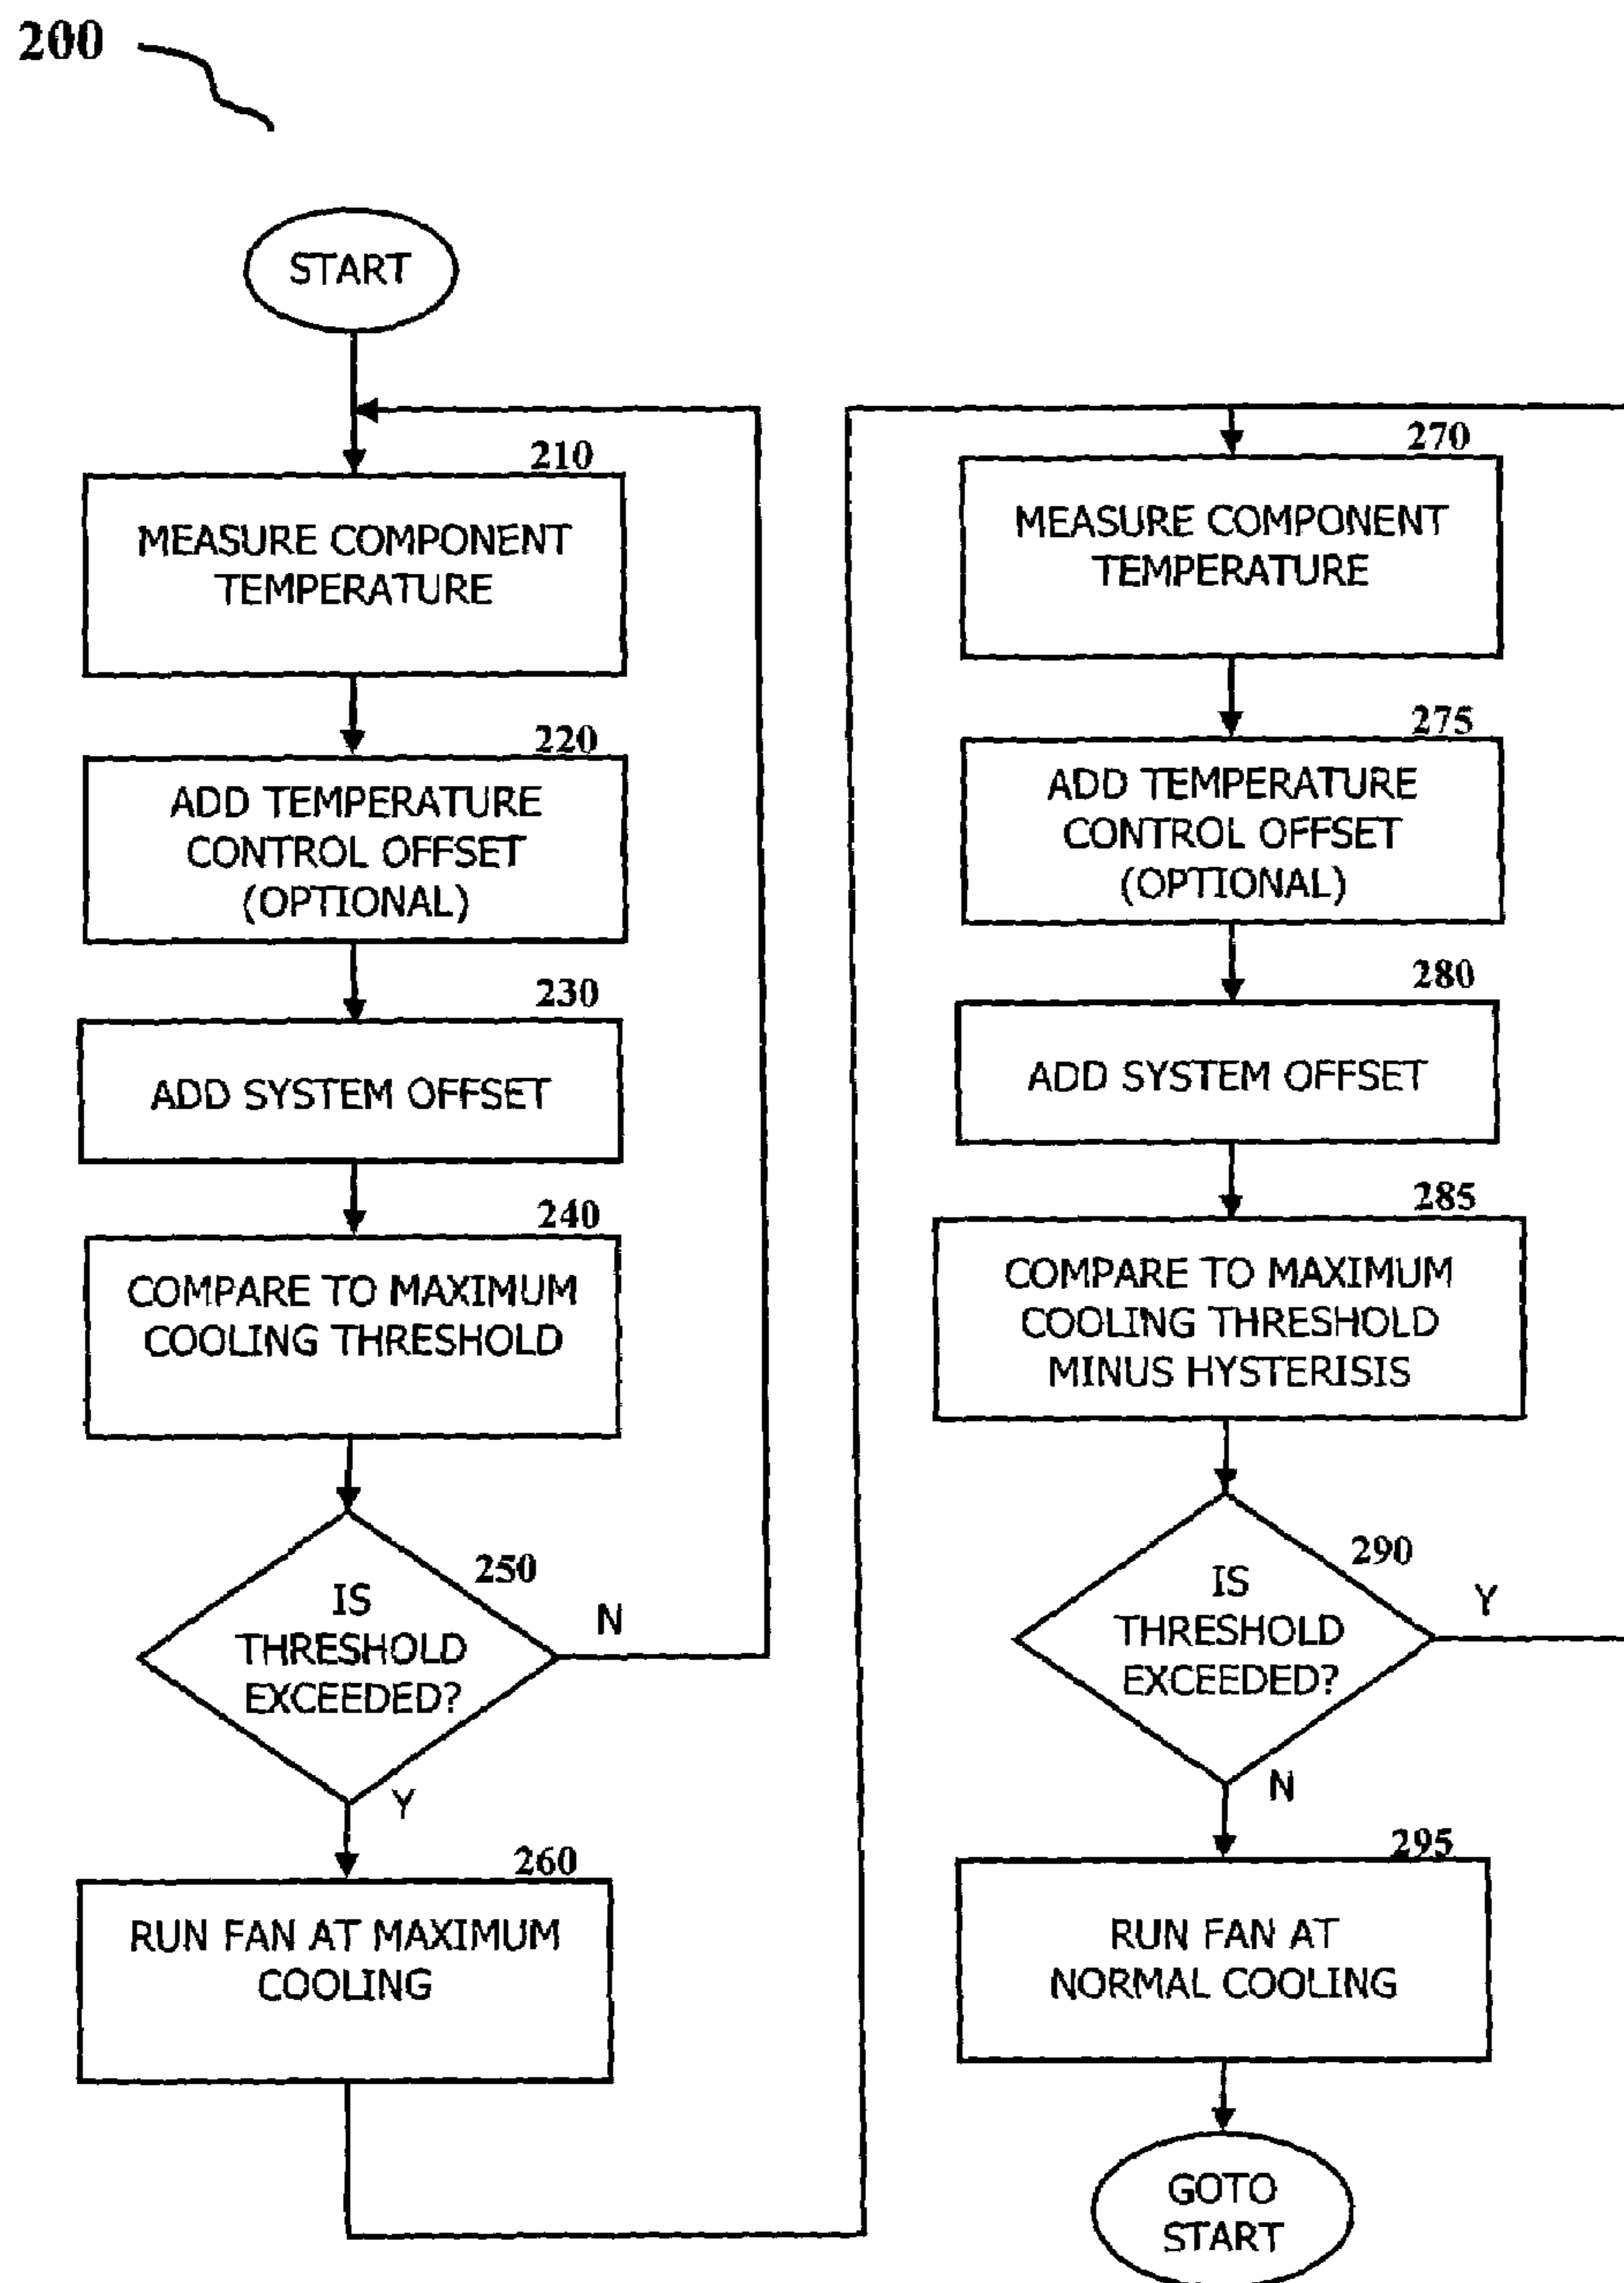 200
START
210
MEASURE COMPONENT
TEMPERATURE
220
ADD TEMPERATURE
CONTROL OFFSET
(OPTIONAL)
230
ADD SYSTEM OFFSET
240
COMPARE TO MAXIMUM
COOLING THRESHOLD
250
IS
THRESHOLD
EXCEEDED?
N
Y
260
RUN FAN AT MAXIMUM
COOLING
270
MEASURE COMPONENT
TEMPERATURE
275
ADD TEMPERATURE
CONTROL OFFSET
(OPTIONAL)
280
ADD SYSTEM OFFSET
285
COMPARE TO MAXIMUM
COOLING THRESHOLD
MINUS HYSTERISIS
290
IS
THRESHOLD
EXCEEDED?
Y
N
295
RUN FAN AT
NORMAL COOLING
GOTO
START